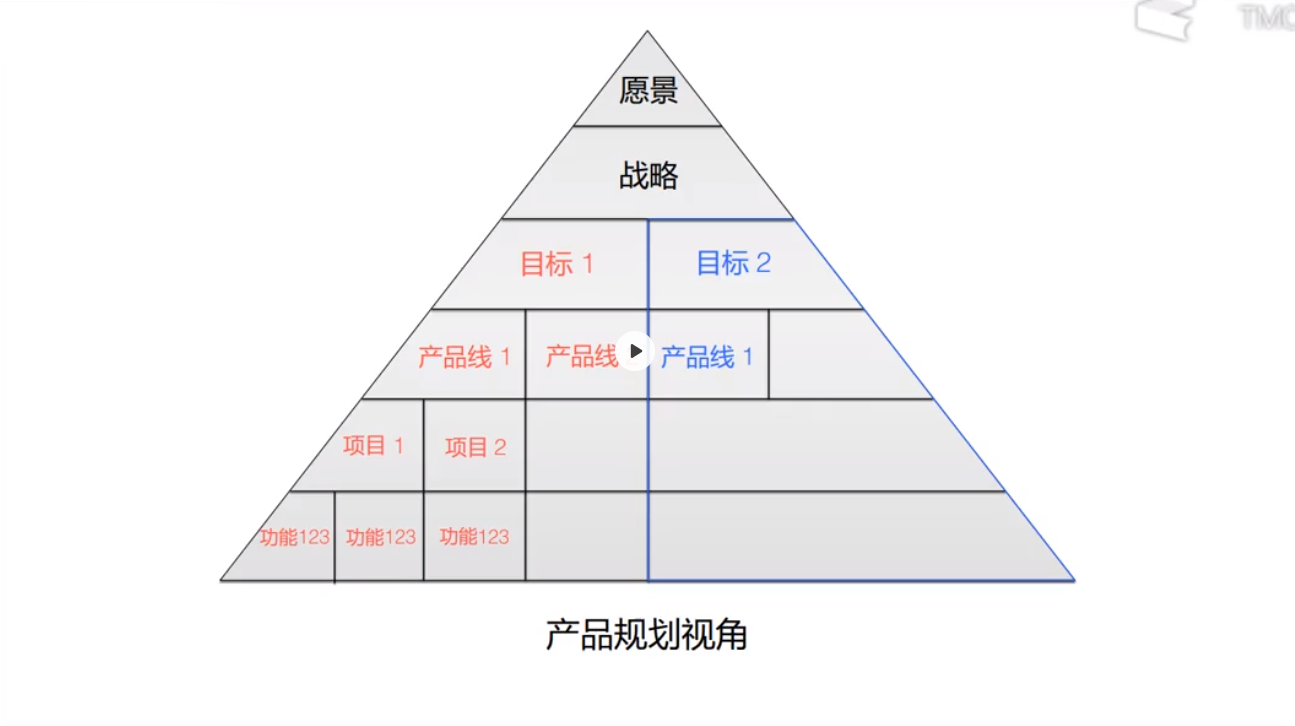 TMO
愿景
战略
目标 1
目标 2
产品线 1
产品线
产品线 1
项目 1
项目 2
功能123
功能123
功能123
产品规划视角